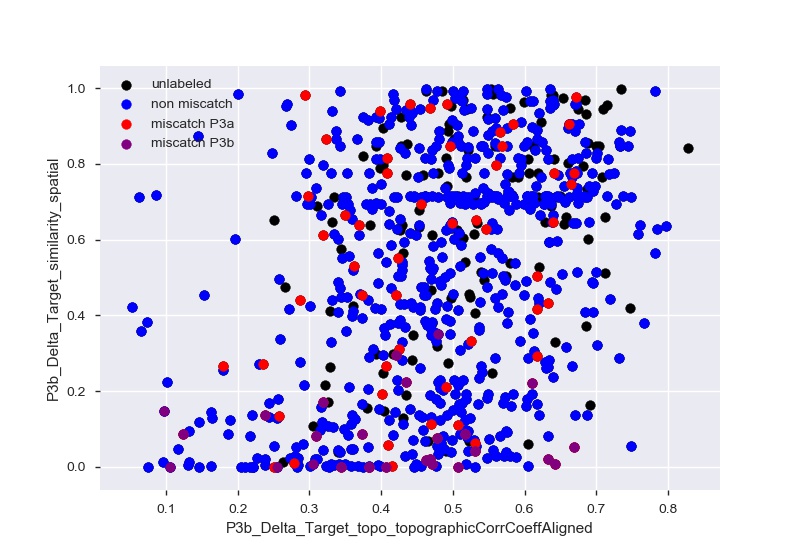 unlabeled
non miscatch
miscatch P3a
miscatch P3b
1.0
0.8
0.6
0.4
0.2
0.0
P3b_Delta_Target_similarity_spatial
0.1 0.2 0.3 0.4 0.5 0.6 0.7 0.8
P3b_Delta_Target_topo_topographicCorrCoeffAligned